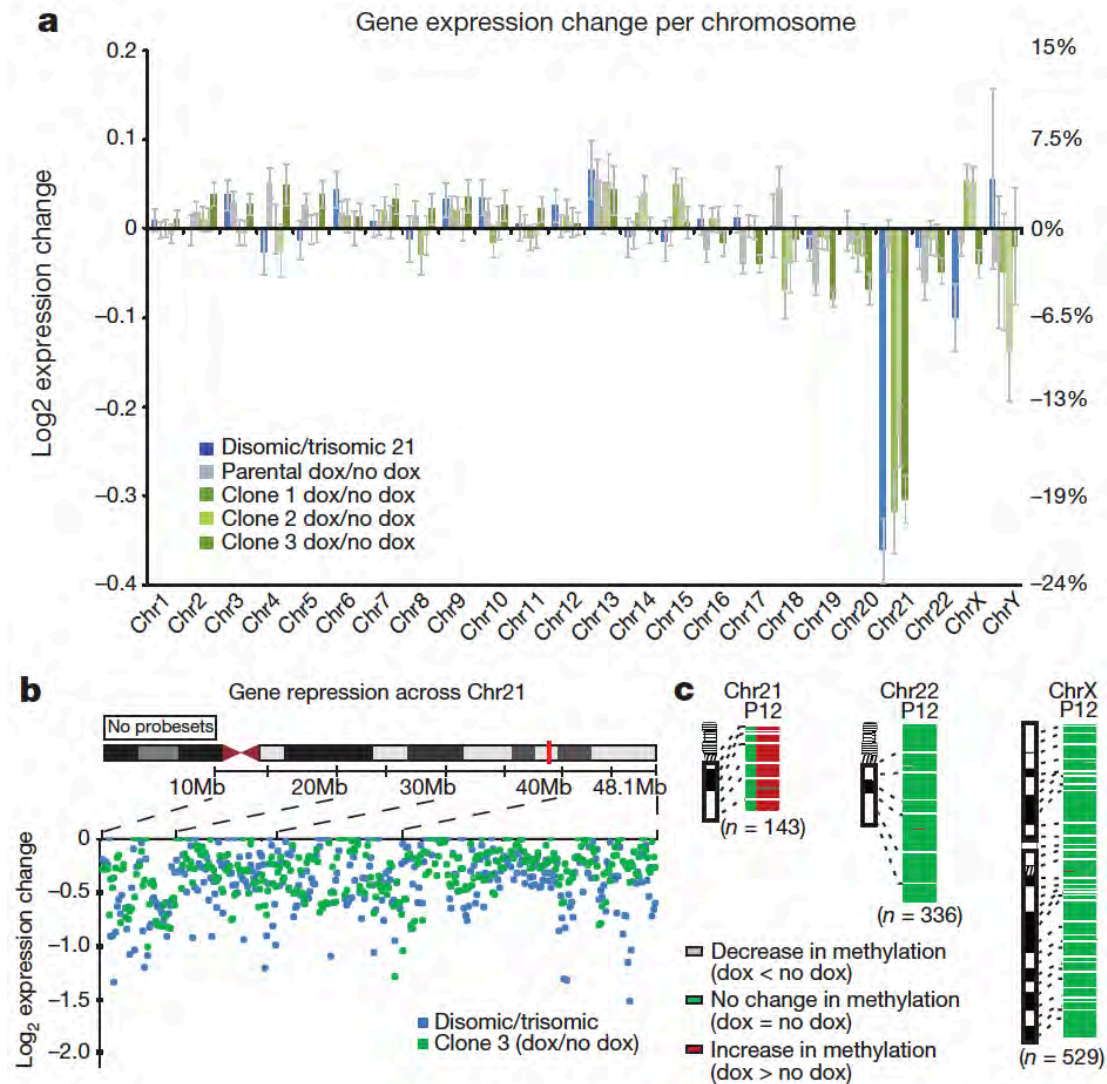 a
Gene expression change per chromosome
0.2
0.1
0
−0.1
−0.2
−0.3
−0.4
Log2 expression change
15%
7.5%
0%
−6.5%
−13%
−19%
−24%
Disomic/trisomic 21
Parental dox/no dox
Clone 1 dox/no dox
Clone 2 dox/no dox
Clone 3 dox/no dox
Chr1
Chr2
Chr3
Chr4
Chr5
Chr6
Chr7
Chr8
Chr9
Chr10
Chr11
Chr12
Chr13
Chr14
Chr15
Chr16
Chr17
Chr18
Chr19
Chr20
Chr21
Chr22
ChrX
ChrY
b
Gene repression across Chr21
No probesets
10Mb
20Mb
30Mb
40Mb
48.1Mb
0
−0.5
−1.0
−1.5
−2.0
Log₂ expression change
Disomic/trisomic
Clone 3 (dox/no dox)
c
Chr21
P12
(n = 143)
Chr22
P12
(n = 336)
ChrX
P12
(n = 529)
Decrease in methylation
(dox < no dox)
No change in methylation
(dox = no dox)
Increase in methylation
(dox > no dox)